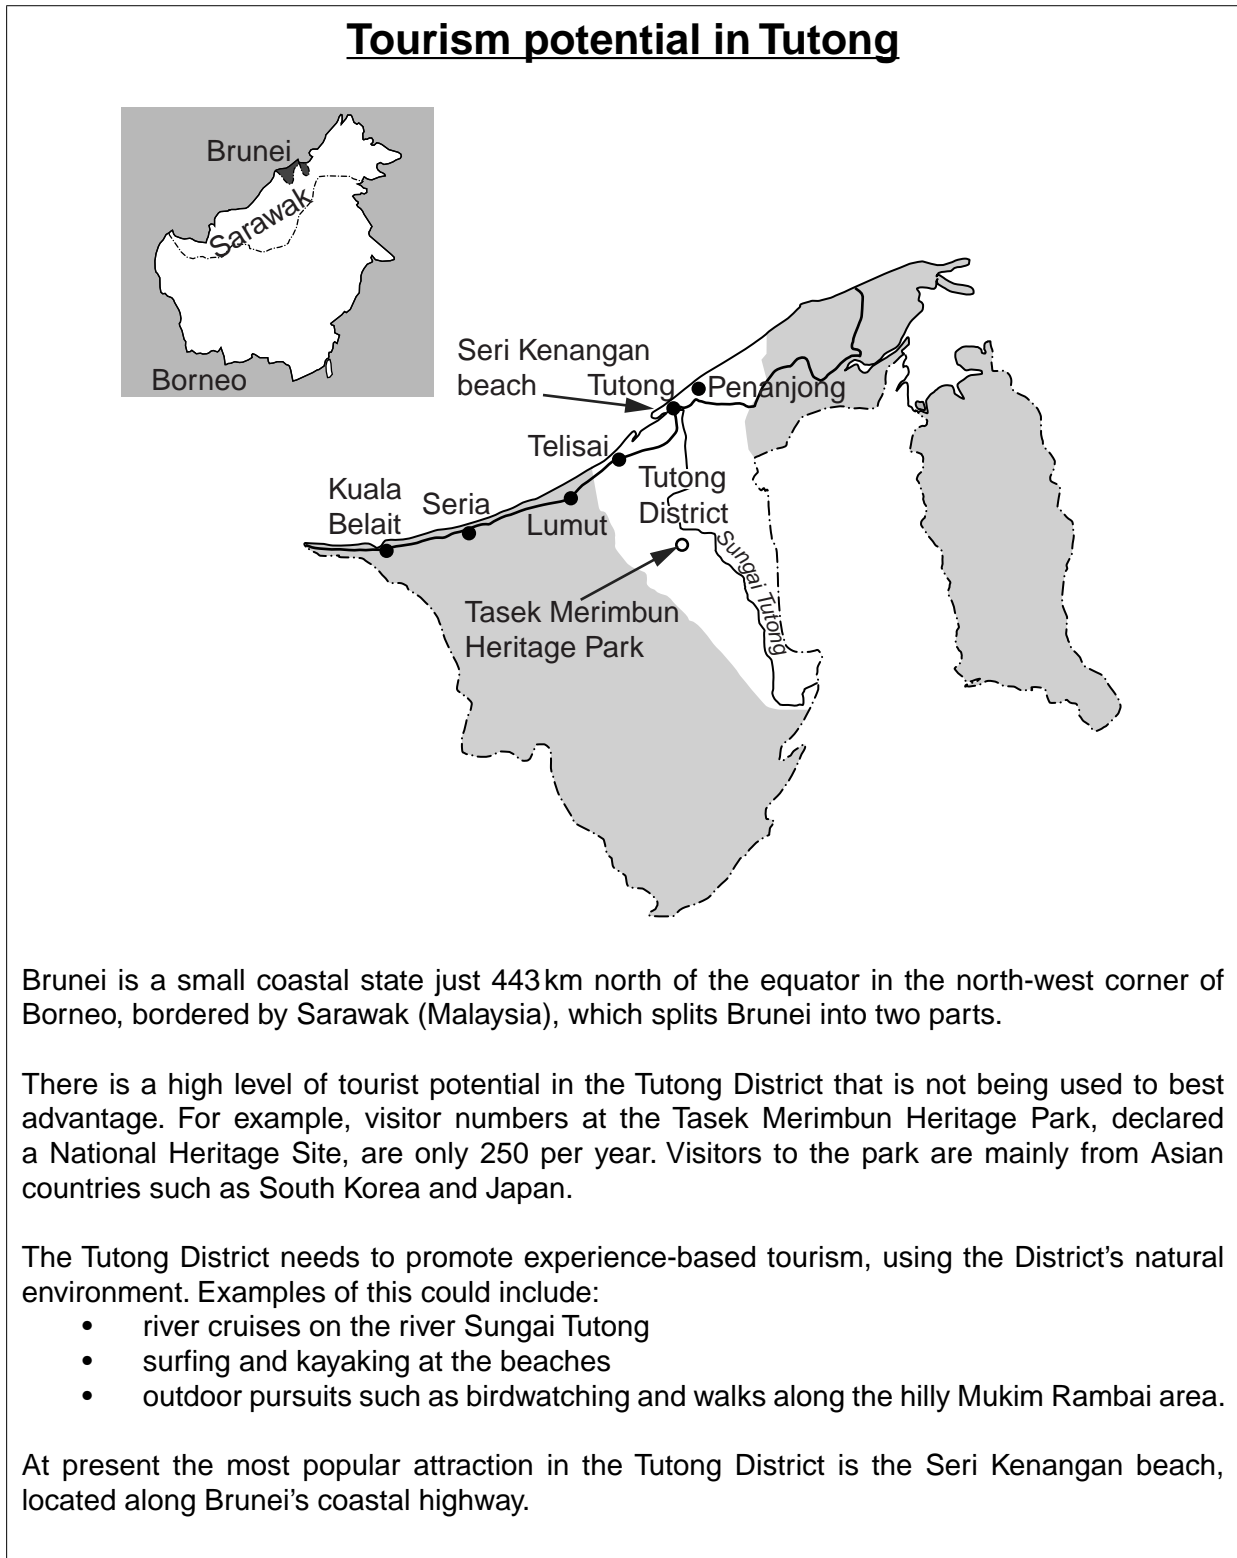 Tourism potential in Tutong
Brunei
Sarawak
Borneo
Seri Kenangan
beach
Tutong
Penanjong
Telisai
Kuala
Belait
Seria
Lumut
Tutong
District
Sungai Tutong
Tasek Merimbun
Heritage Park
Brunei is a small coastal state just 443 km north of the equator in the north-west corner of
Borneo, bordered by Sarawak (Malaysia), which splits Brunei into two parts.
There is a high level of tourist potential in the Tutong District that is not being used to best
advantage. For example, visitor numbers at the Tasek Merimbun Heritage Park, declared
a National Heritage Site, are only 250 per year. Visitors to the park are mainly from Asian
countries such as South Korea and Japan.
The Tutong District needs to promote experience-based tourism, using the District's natural
environment. Examples of this could include:
• river cruises on the river Sungai Tutong
• surfing and kayaking at the beaches
• outdoor pursuits such as birdwatching and walks along the hilly Mukim Rambai area.
At present the most popular attraction in the Tutong District is the Seri Kenangan beach,
located along Brunei's coastal highway.